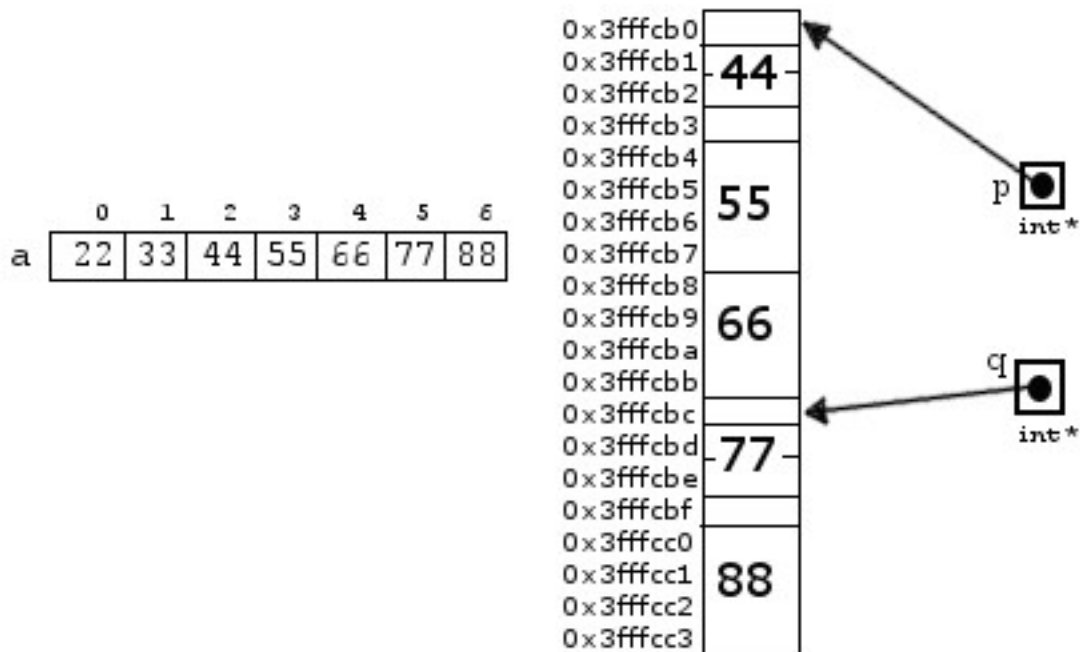 0 1 2 3 4 5 6
a 22 33 44 55 66 77 88
0x3fffcb0
0x3fffcb1
44
0x3fffcb2
0x3fffcb3
0x3fffcb4
0x3fffcb5
55
0x3fffcb6
0x3fffcb7
0x3fffcb8
0x3fffcb9
66
0x3fffcba
0x3fffcbb
0x3fffcbc
0x3fffcbd
77
0x3fffcbe
0x3fffcbf
0x3fffcc0
0x3fffcc1
88
0x3fffcc2
0x3fffcc3
p
int*
q
int*